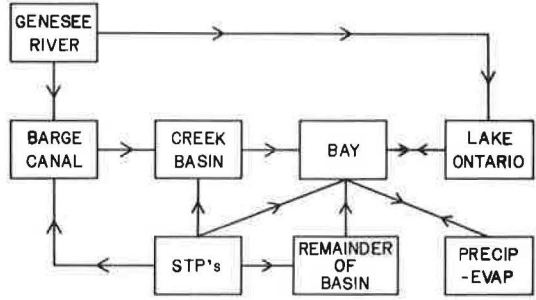 GENESEE
RIVER
BARGE
CANAL
CREEK
BASIN
BAY
LAKE
ONTARIO
STP's
REMAINDER
OF
BASIN
PRECIP
-EVAP